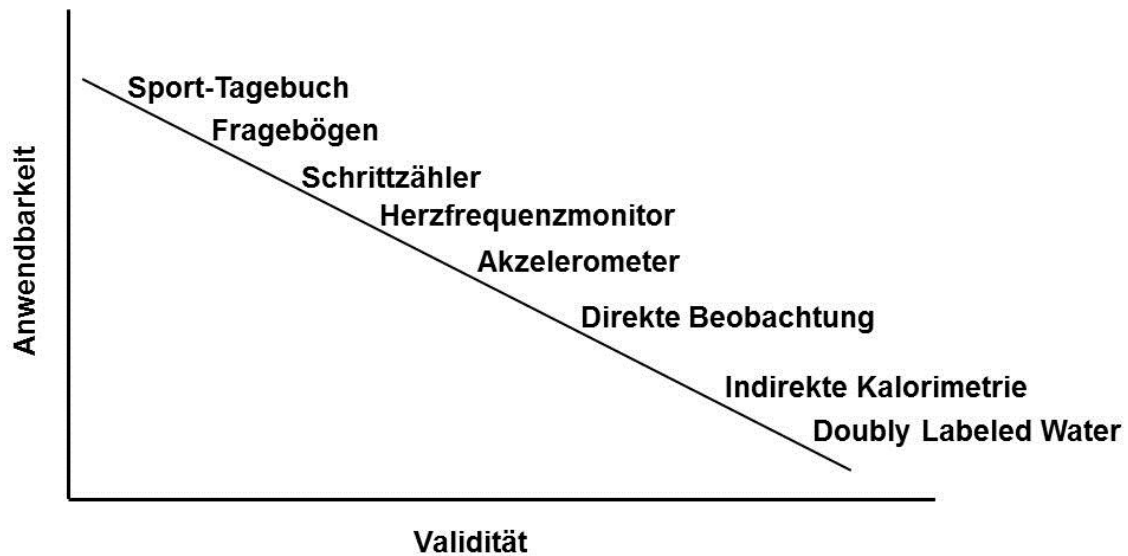 Sport-Tagebuch
Fragebögen
Schrittzähler
Herzfrequenzmonitor
Akzelerometer
Direkte Beobachtung
Indirekte Kalorimetrie
Doubly Labeled Water
Anwendbarkeit
Validität